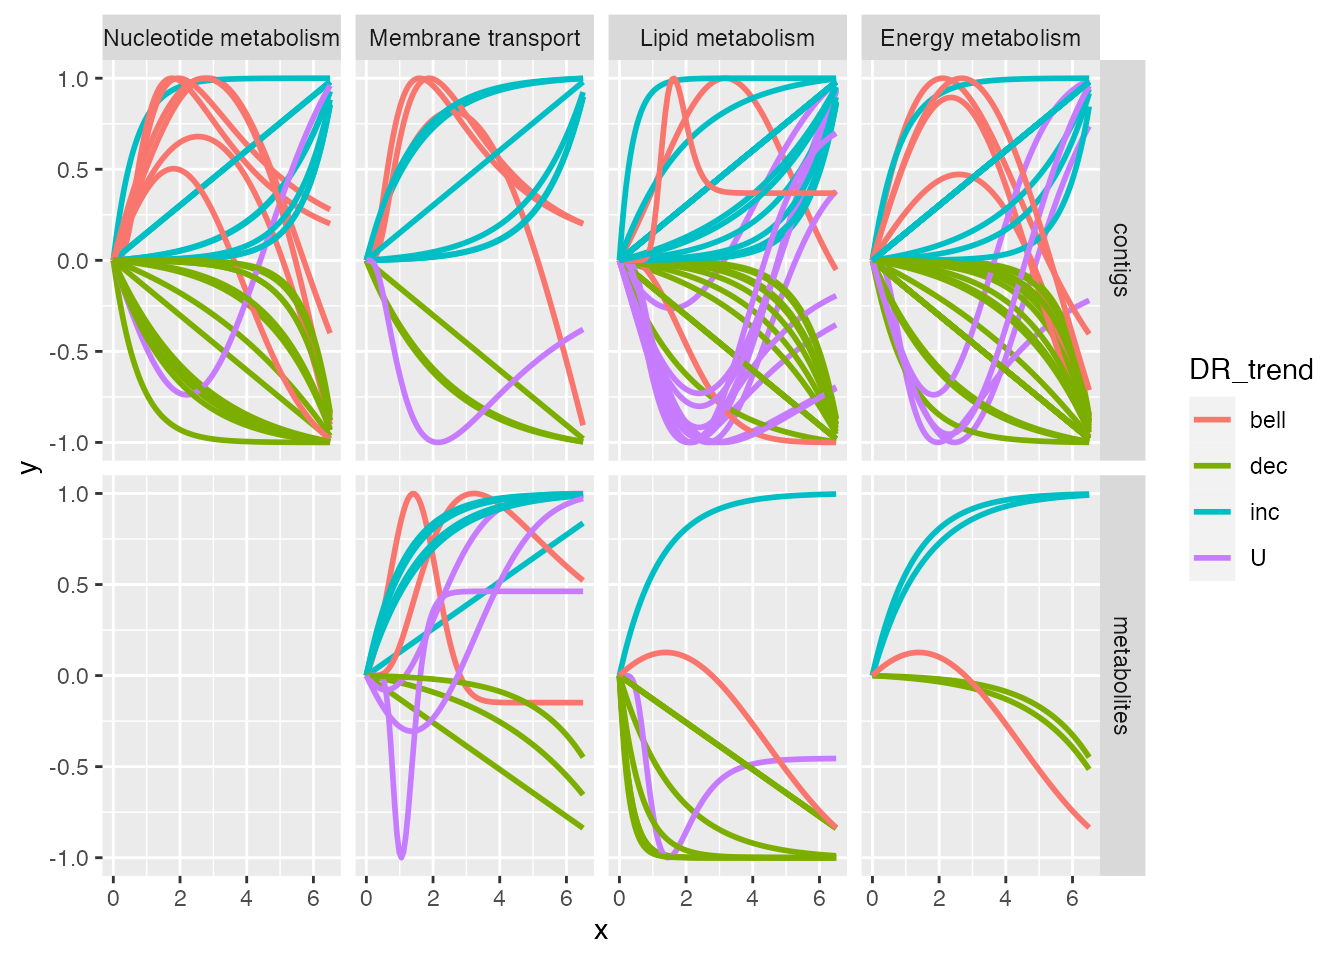 Nucleotide metabolism
Membrane transport
Lipid metabolism
Energy metabolism
1.0
0.5
0.0
-0.5
-1.0
contigs
1.0
0.5
0.0
-0.5
-1.0
metabolites
y
0 2 4 6
0 2 4 6
0 2 4 6
0 2 4 6
x
DR_trend
bell
dec
inc
U